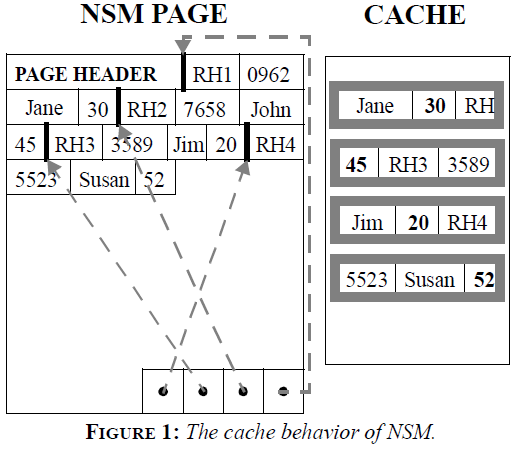 NSM PAGE
PAGE HEADER RH1 0962
Jane 30 RH2 7658 John
45 RH3 3589 Jim 20 RH4
5523 Susan 52
CACHE
Jane 30 RH
45 RH3 3589
Jim 20 RH4
5523 Susan 52
FIGURE 1: The cache behavior of NSM.